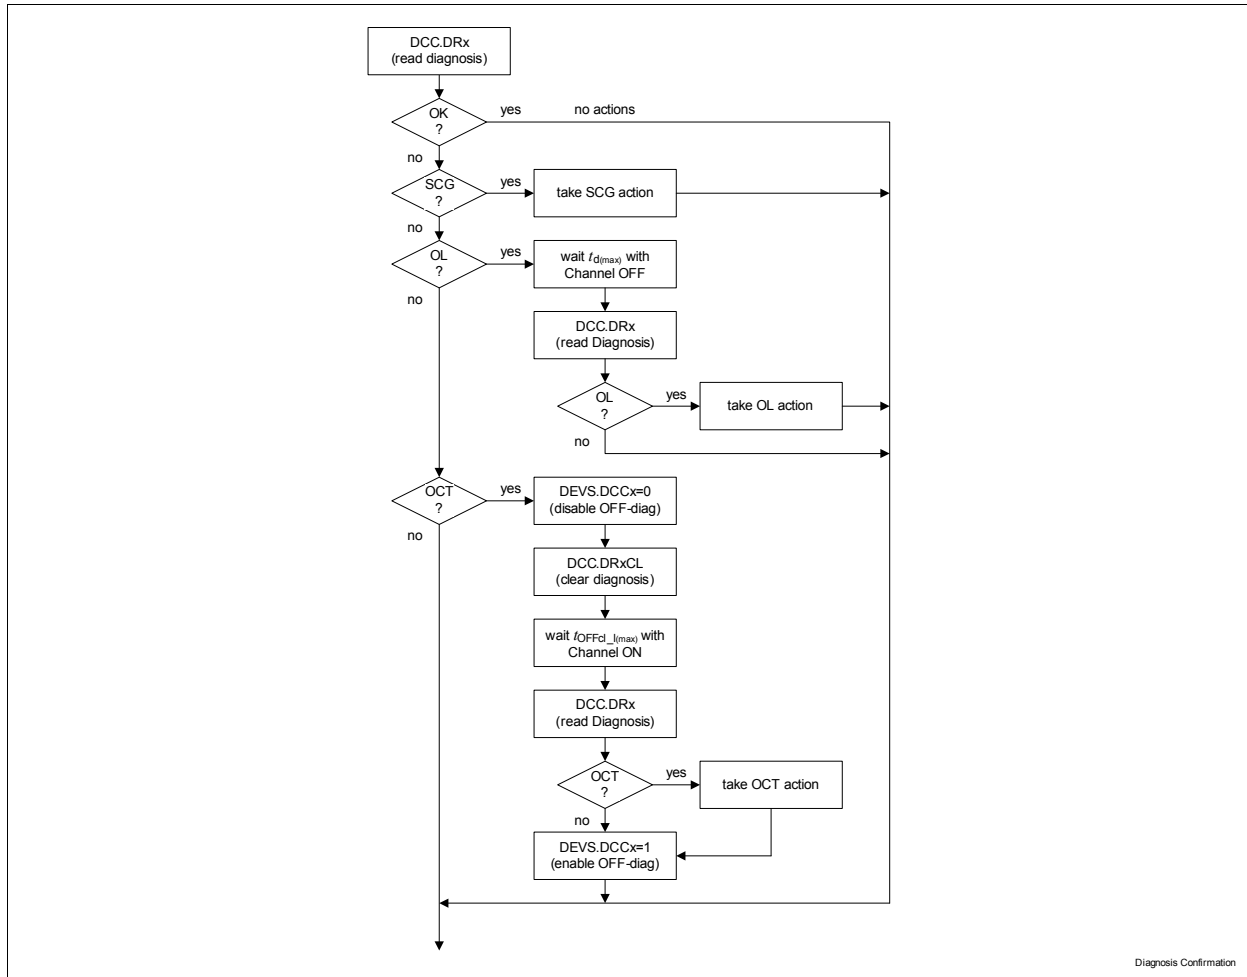 DCC.DRx
(read diagnosis)
OK
?
yes
no actions
no
SCG
?
yes
take SCG action
no
OL
?
yes
wait td(max) with
Channel OFF
no
DCC.DRx
(read Diagnosis)
OL
?
yes
take OL action
no
OCT
?
yes
DEVS.DCCx=0
(disable OFF-diag)
no
DCC.DRxCL
(clear diagnosis)
wait tOFFcl_l(max) with
Channel ON
DCC.DRx
(read Diagnosis)
OCT
?
yes
take OCT action
no
DEVS.DCCx=1
(enable OFF-diag)
Diagnosis Confirmation